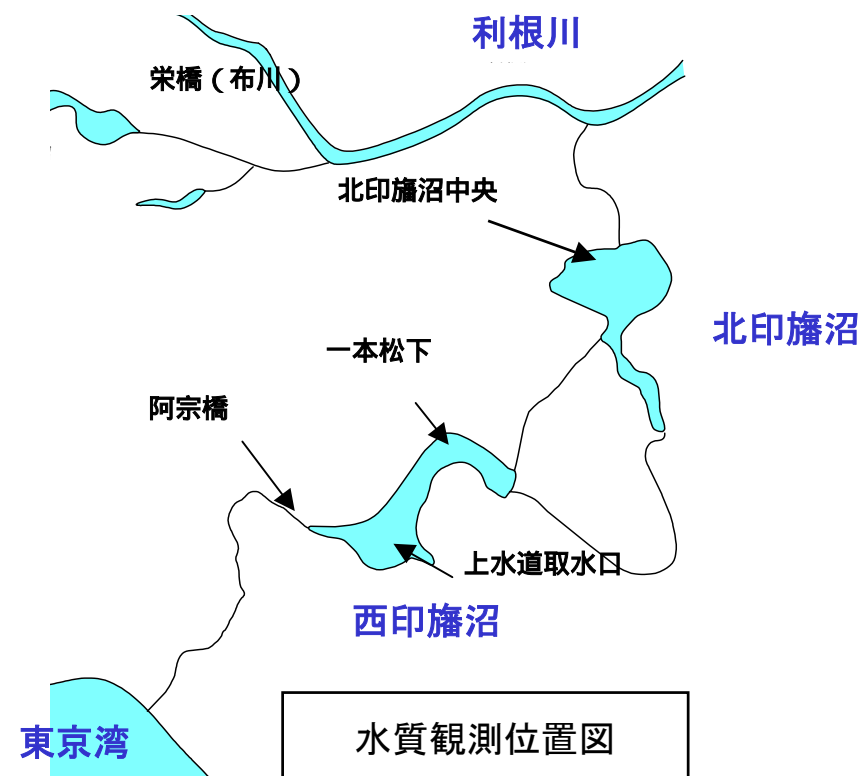 利根川
栄橋（布川）
北印旛沼中央
北印旛沼
一本松下
阿宗橋
上水道取水口
西印旛沼
東京湾
水質観測位置図